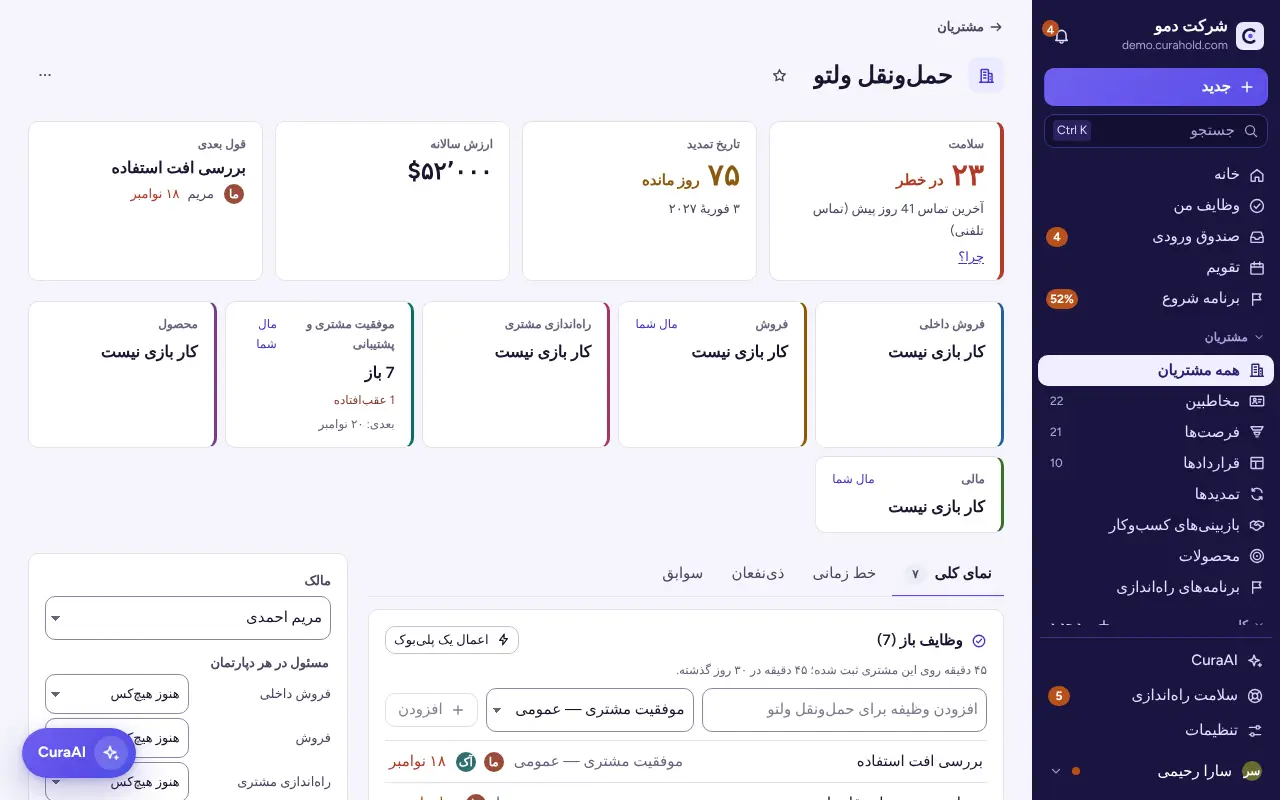 شرکت دمو
demo.curahold.com
4
جدید
جستجو
Ctrl K
خانه
وظایف من
صندوق ورودی
4
تقویم
برنامه شروع
52%
مشتریان
همه مشتریان
مخاطبین
22
فرصت‌ها
21
قراردادها
10
تمدیدها
بازبینی‌های کسب‌وکار
محصولات
برنامه‌های راه‌اندازی
CuraAI
سلامت راه‌اندازی
5
تنظیمات
سر
سارا رحیمی
مشتریان
حمل‌ونقل ولتو
سلامت
۲۳ در خطر
آخرین تماس 41 روز پیش (تماس
تلفنی)
چرا؟
تاریخ تمدید
۷۵ روز مانده
۳ فوریهٔ ۲۰۲۷
ارزش سالانه
$۵۲٬۰۰۰
قول بعدی
بررسی افت استفاده
ما
مریم
۱۸ نوامبر
فروش داخلی
کار بازی نیست
فروش
مال شما
کار بازی نیست
راه‌اندازی مشتری
کار بازی نیست
موفقیت مشتری و
پشتیبانی
مال
شما
7 باز
1 عقب‌افتاده
بعدی: ۲۰ نوامبر
محصول
کار بازی نیست
مالی
مال شما
کار بازی نیست
نمای کلی
۷
خط زمانی
ذی‌نفعان
سوابق
وظایف باز (7)
اعمال یک پلی‌بوک
۴۵ دقیقه روی این مشتری ثبت شده؛ ۴۵ دقیقه در ۳۰ روز گذشته.
افزودن وظیفه برای حمل‌ونقل ولتو
موفقیت مشتری — عمومی
افزودن
بررسی افت استفاده
موفقیت مشتری — عمومی
ما
آک
۱۸ نوامبر
مالک
مریم احمدی
مسئول در هر دپارتمان
فروش داخلی
هنوز هیچ‌کس
فروش
هنوز هیچ‌کس
راه‌اندازی مشتری
هنوز هیچ‌کس
CuraAI